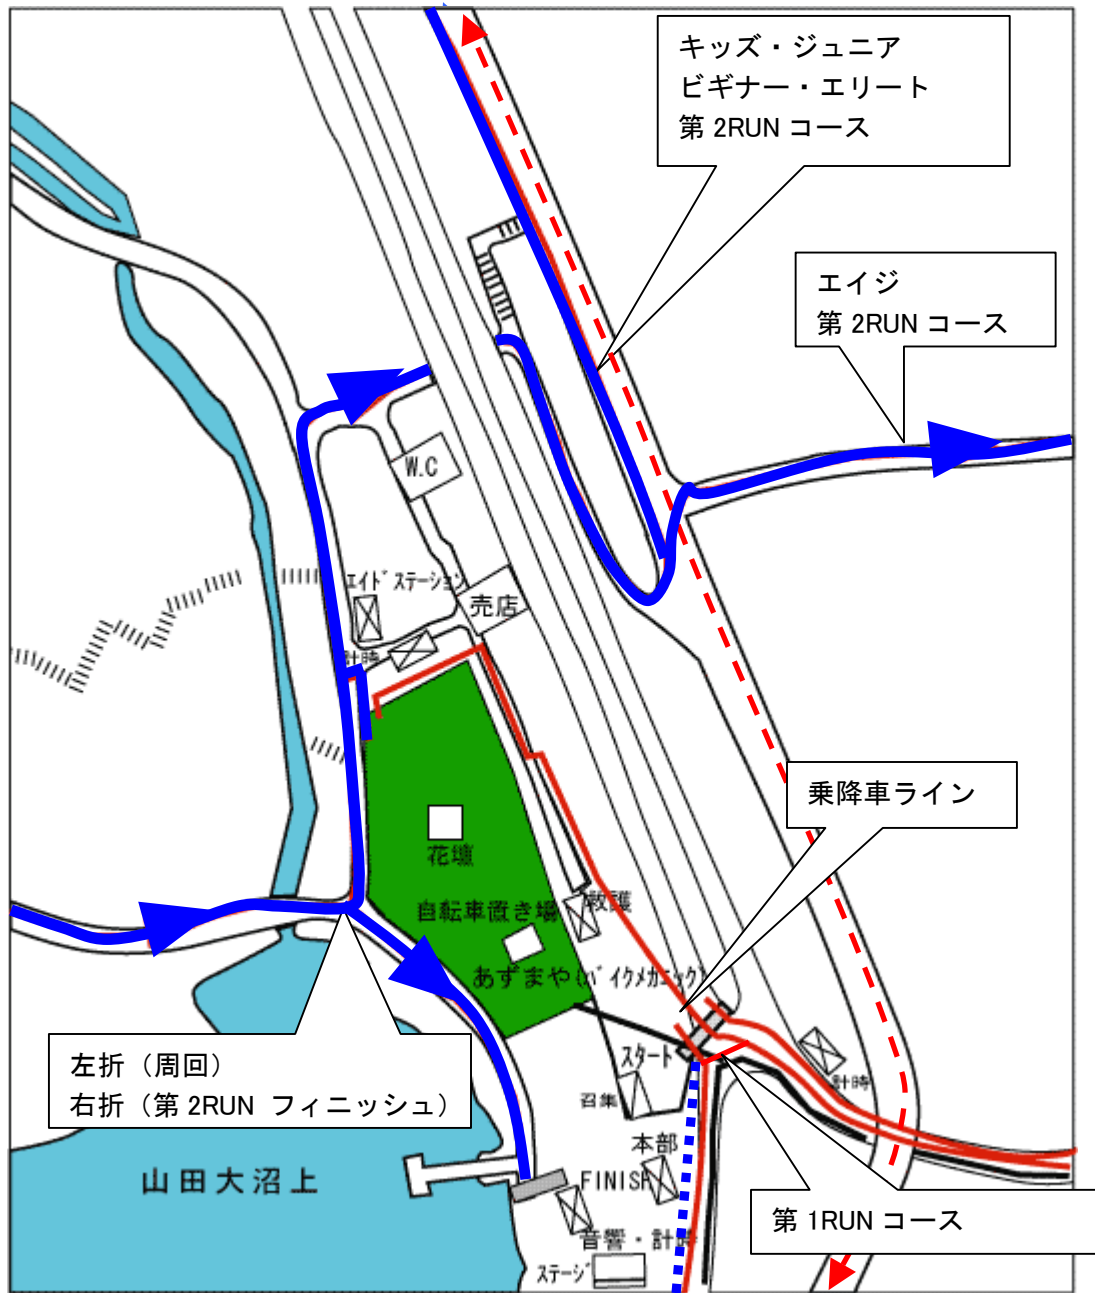 キッズ・ジュニア
ビギナー・エリート
第 2RUN コース
エイジ
第 2RUN コース
W.C
エイドステーション
売店
計時
乗降車ライン
花壇
自転車置き場
救護
あずまや(バイクメカニック)
スタート
計時
左折（周回）
右折（第 2RUN フィニッシュ）
召集
本部
山田大沼上
FINISH
第 1RUN コース
音響・計時
ステージ